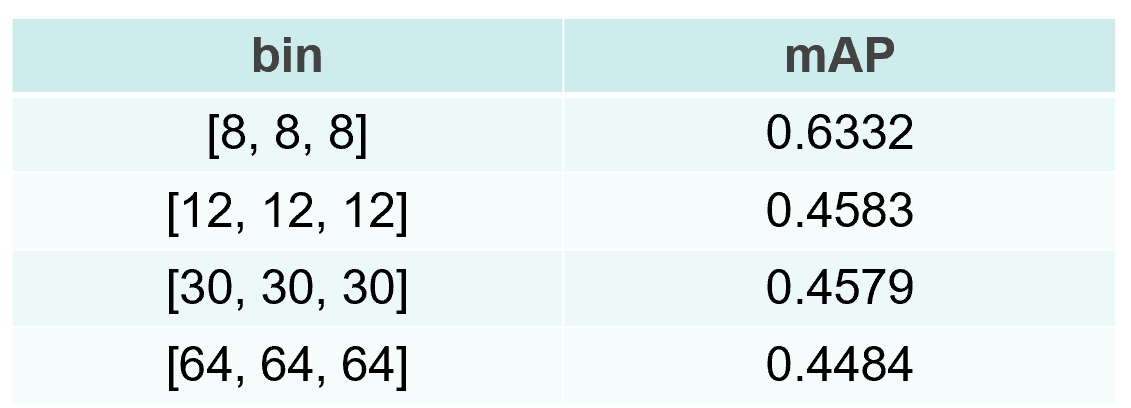 bin mAP
[8, 8, 8] 0.6332
[12, 12, 12] 0.4583
[30, 30, 30] 0.4579
[64, 64, 64] 0.4484